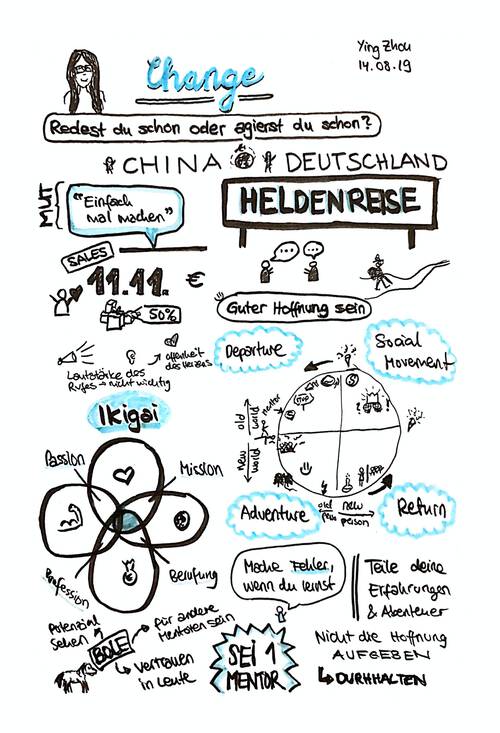 Ying Zhou
14.08.19
Change
Redest du schon oder agierst du schon?
CHINA DEUTSCHLAND
MUT
"Einfach
mal machen"
HELDENREISE
SALES
11.11. €
50%
Guter Hoffnung sein
Lautstärke des
Rufes → nicht wichtig
offenheit
des Herzens
Departure
Social
Movement
old world
new world
mentor
STOP
Ikigai
Passion
Mission
Profession
Berufung
Adventure
old
new
person
Return
Mache Fehler,
wenn du lernst
Teile deine
Erfahrungen
& Abenteuer
Potenzial
sehen
für andere
Mentoren sein
BOLE
Vertrauen
in Leute
SEI 1
MENTOR
Nicht die Hoffnung
AUFGEBEN
↳ DURHHALTEN